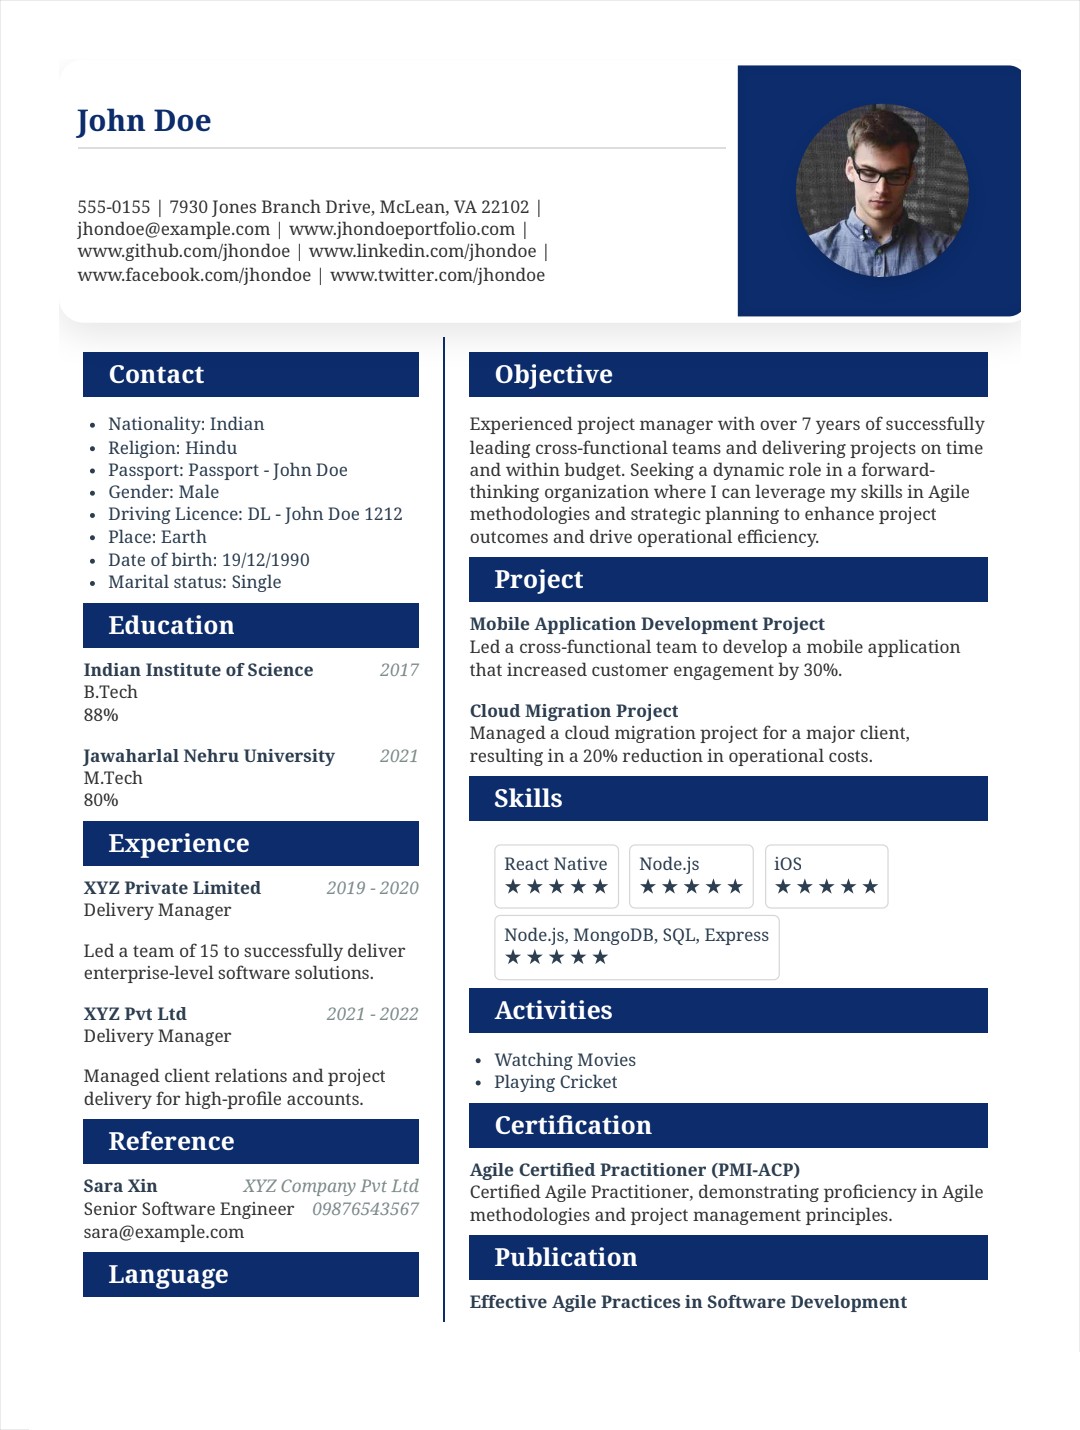 John Doe
555-0155 | 7930 Jones Branch Drive, McLean, VA 22102 |
jhondoe@example.com | www.jhondoeportfolio.com |
www.github.com/jhondoe | www.linkedin.com/jhondoe |
www.facebook.com/jhondoe | www.twitter.com/jhondoe
Contact
• Nationality: Indian
• Religion: Hindu
• Passport: Passport - John Doe
• Gender: Male
• Driving Licence: DL - John Doe 1212
• Place: Earth
• Date of birth: 19/12/1990
• Marital status: Single
Education
Indian Institute of Science 2017
B.Tech
88%
Jawaharlal Nehru University 2021
M.Tech
80%
Experience
XYZ Private Limited 2019 - 2020
Delivery Manager
Led a team of 15 to successfully deliver
enterprise-level software solutions.
XYZ Pvt Ltd 2021 - 2022
Delivery Manager
Managed client relations and project
delivery for high-profile accounts.
Reference
Sara Xin XYZ Company Pvt Ltd
Senior Software Engineer 09876543567
sara@example.com
Language
Objective
Experienced project manager with over 7 years of successfully
leading cross-functional teams and delivering projects on time
and within budget. Seeking a dynamic role in a forward-
thinking organization where I can leverage my skills in Agile
methodologies and strategic planning to enhance project
outcomes and drive operational efficiency.
Project
Mobile Application Development Project
Led a cross-functional team to develop a mobile application
that increased customer engagement by 30%.
Cloud Migration Project
Managed a cloud migration project for a major client,
resulting in a 20% reduction in operational costs.
Skills
React Native
★★★★★
Node.js
★★★★★
iOS
★★★★★
Node.js, MongoDB, SQL, Express
★★★★★
Activities
• Watching Movies
• Playing Cricket
Certification
Agile Certified Practitioner (PMI-ACP)
Certified Agile Practitioner, demonstrating proficiency in Agile
methodologies and project management principles.
Publication
Effective Agile Practices in Software Development